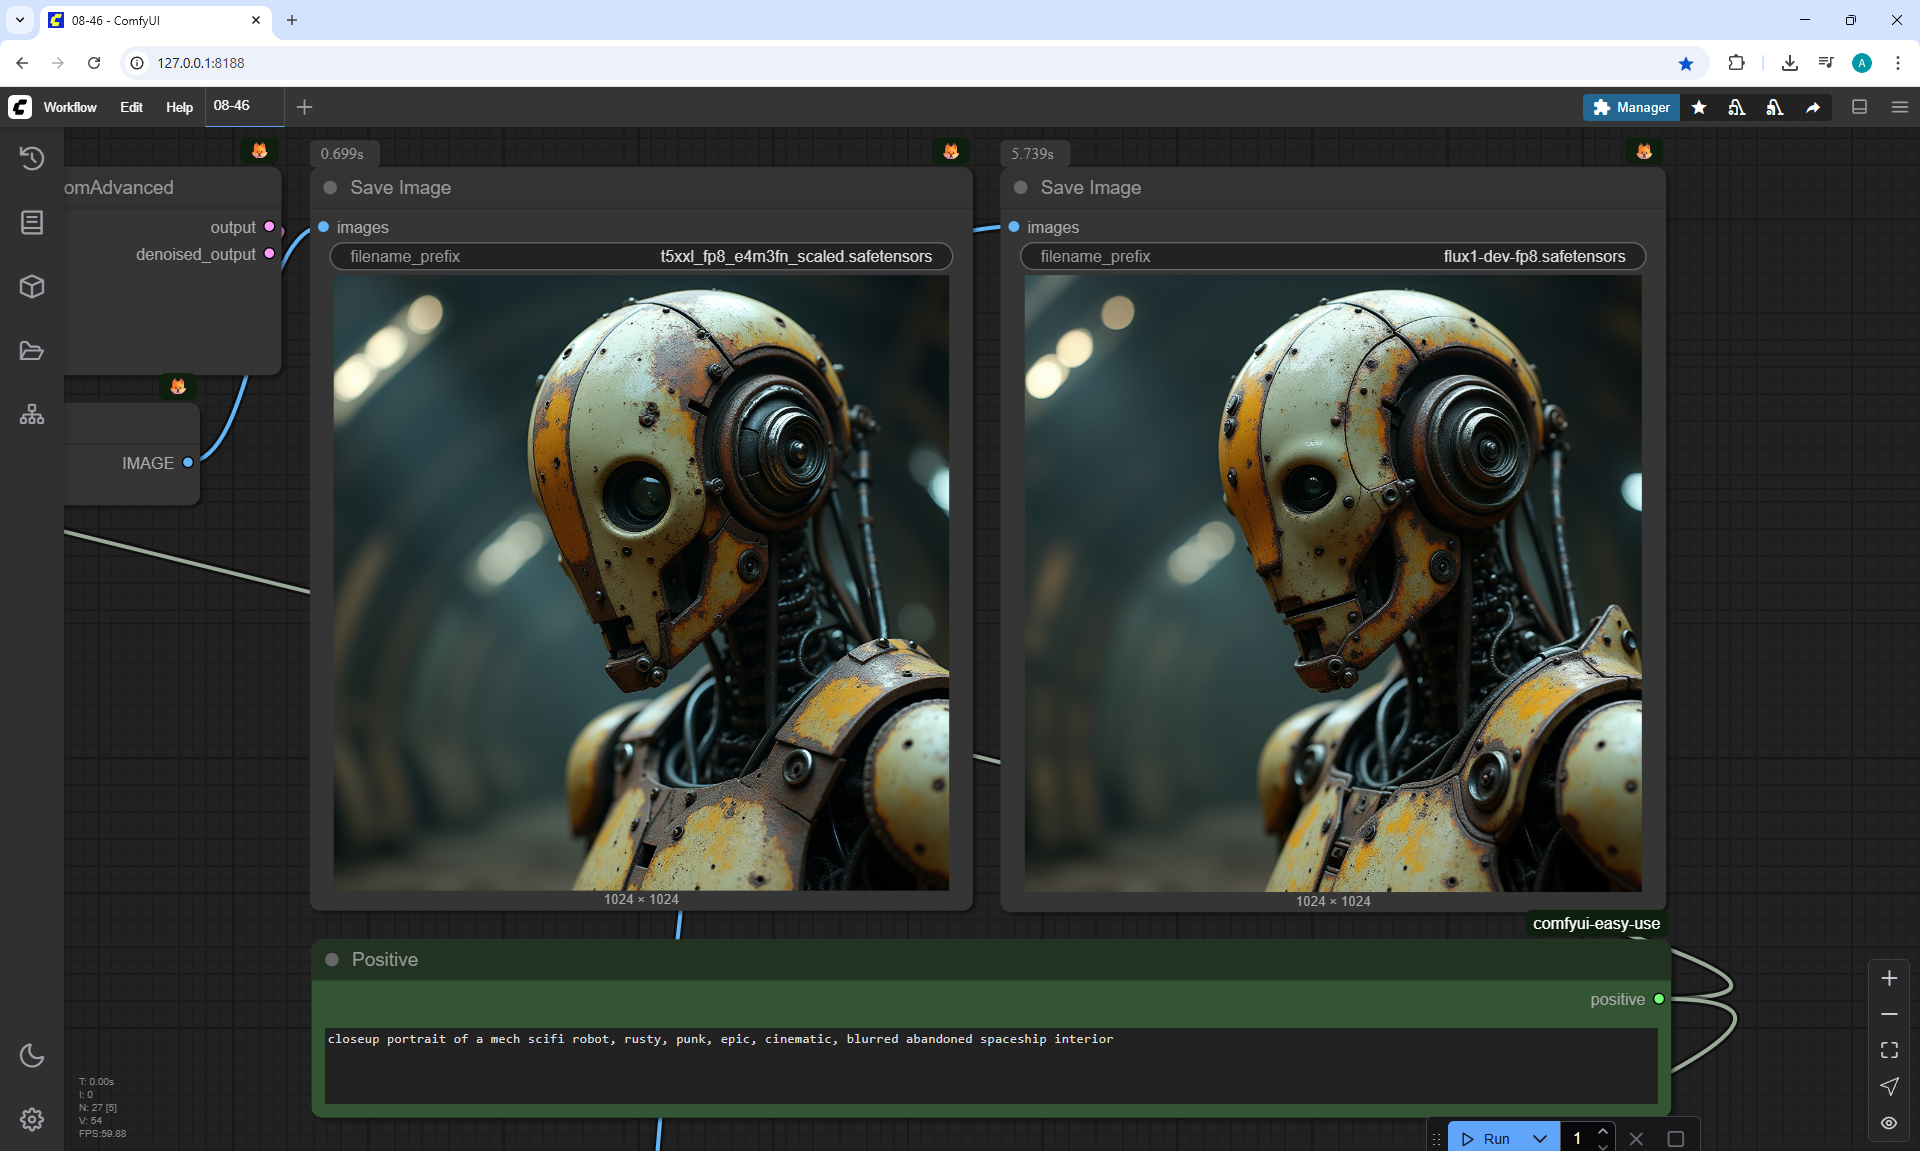 08-46 - ComfyUI
127.0.0.1:8188
Workflow Edit Help 08-46
Manager
0.699s
5.739s
omAdvanced
Save Image
Save Image
output
images
images
denoised_output
filename_prefix t5xxl_fp8_e4m3fn_scaled.safetensors
filename_prefix flux1-dev-fp8.safetensors
IMAGE
1024 × 1024
1024 × 1024
comfyui-easy-use
Positive
positive
closeup portrait of a mech scifi robot, rusty, punk, epic, cinematic, blurred abandoned spaceship interior
T: 0.00s
I: 0
N: 27 [5]
V: 54
FPS:59.88
Run 1
A